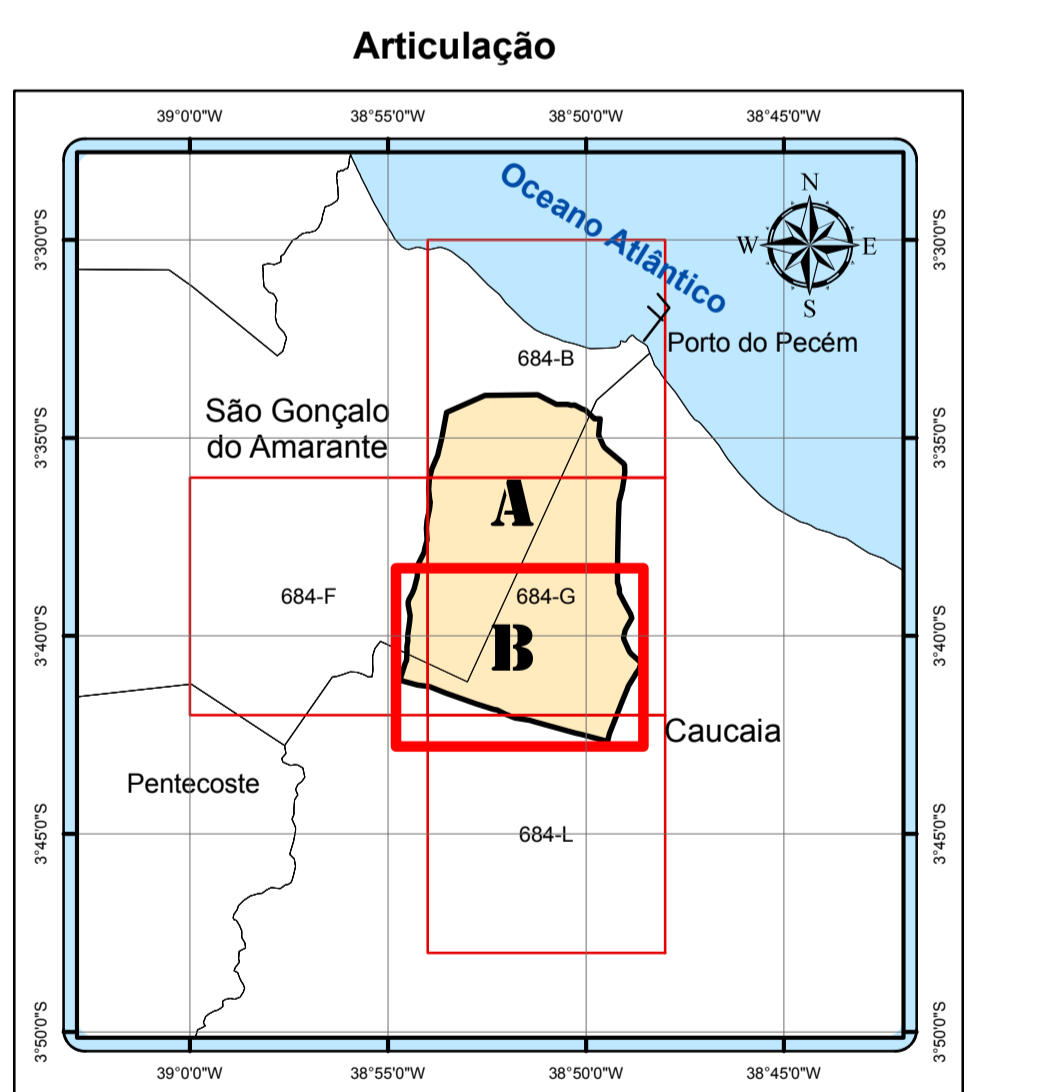 Articulação
39°0'0"W
38°55'0"W
38°50'0"W
38°45'0"W
Oceano Atlântico
N
W
E
S
3°30'0"S
3°30'0"S
Porto do Pecém
684-B
São Gonçalo
do Amarante
3°35'0"S
3°35'0"S
A
684-F
684-G
3°40'0"S
3°40'0"S
B
Caucaia
Pentecoste
684-L
3°45'0"S
3°45'0"S
3°50'0"S
3°50'0"S
39°0'0"W
38°55'0"W
38°50'0"W
38°45'0"W